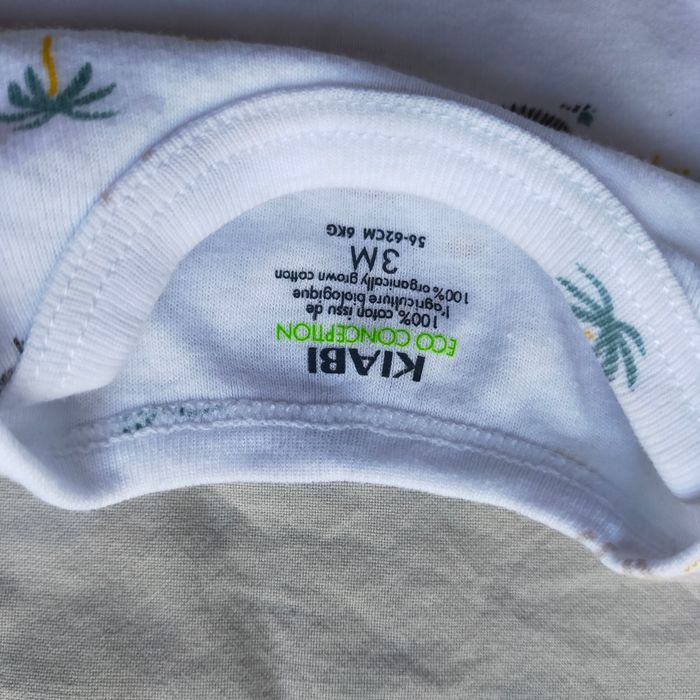 KIABI
ECO CONCEPTION
100% coton issu de
l'agriculture biologique
100% organically grown cotton
3M
56-62CM 6KG